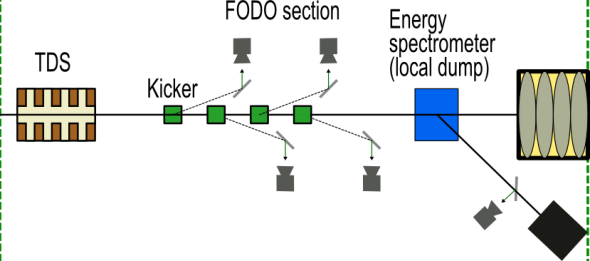 FODO section
Energy
spectrometer
(local dump)
TDS
Kicker